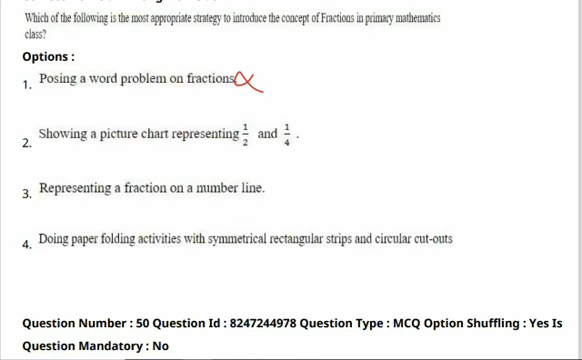 Which of the following is the most appropriate strategy to introduce the concept of Fractions in primary mathematics
class?
Options :
1. Posing a word problem on fractions
2. Showing a picture chart representing 1/2 and 1/4 .
3. Representing a fraction on a number line.
4. Doing paper folding activities with symmetrical rectangular strips and circular cut-outs
Question Number : 50 Question Id : 8247244978 Question Type : MCQ Option Shuffling : Yes Is
Question Mandatory : No